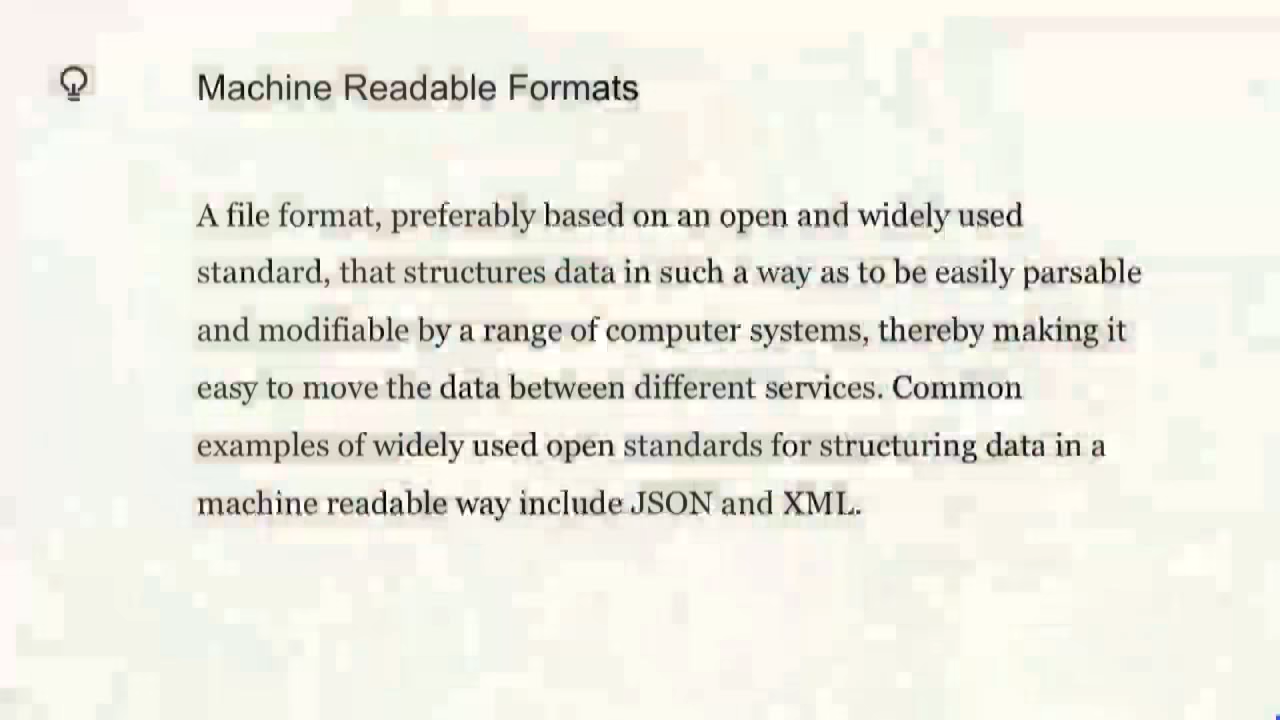 Machine Readable Formats
A file format, preferably based on an open and widely used
standard, that structures data in such a way as to be easily parsable
and modifiable by a range of computer systems, thereby making it
easy to move the data between different services. Common
examples of widely used open standards for structuring data in a
machine readable way include JSON and XML.